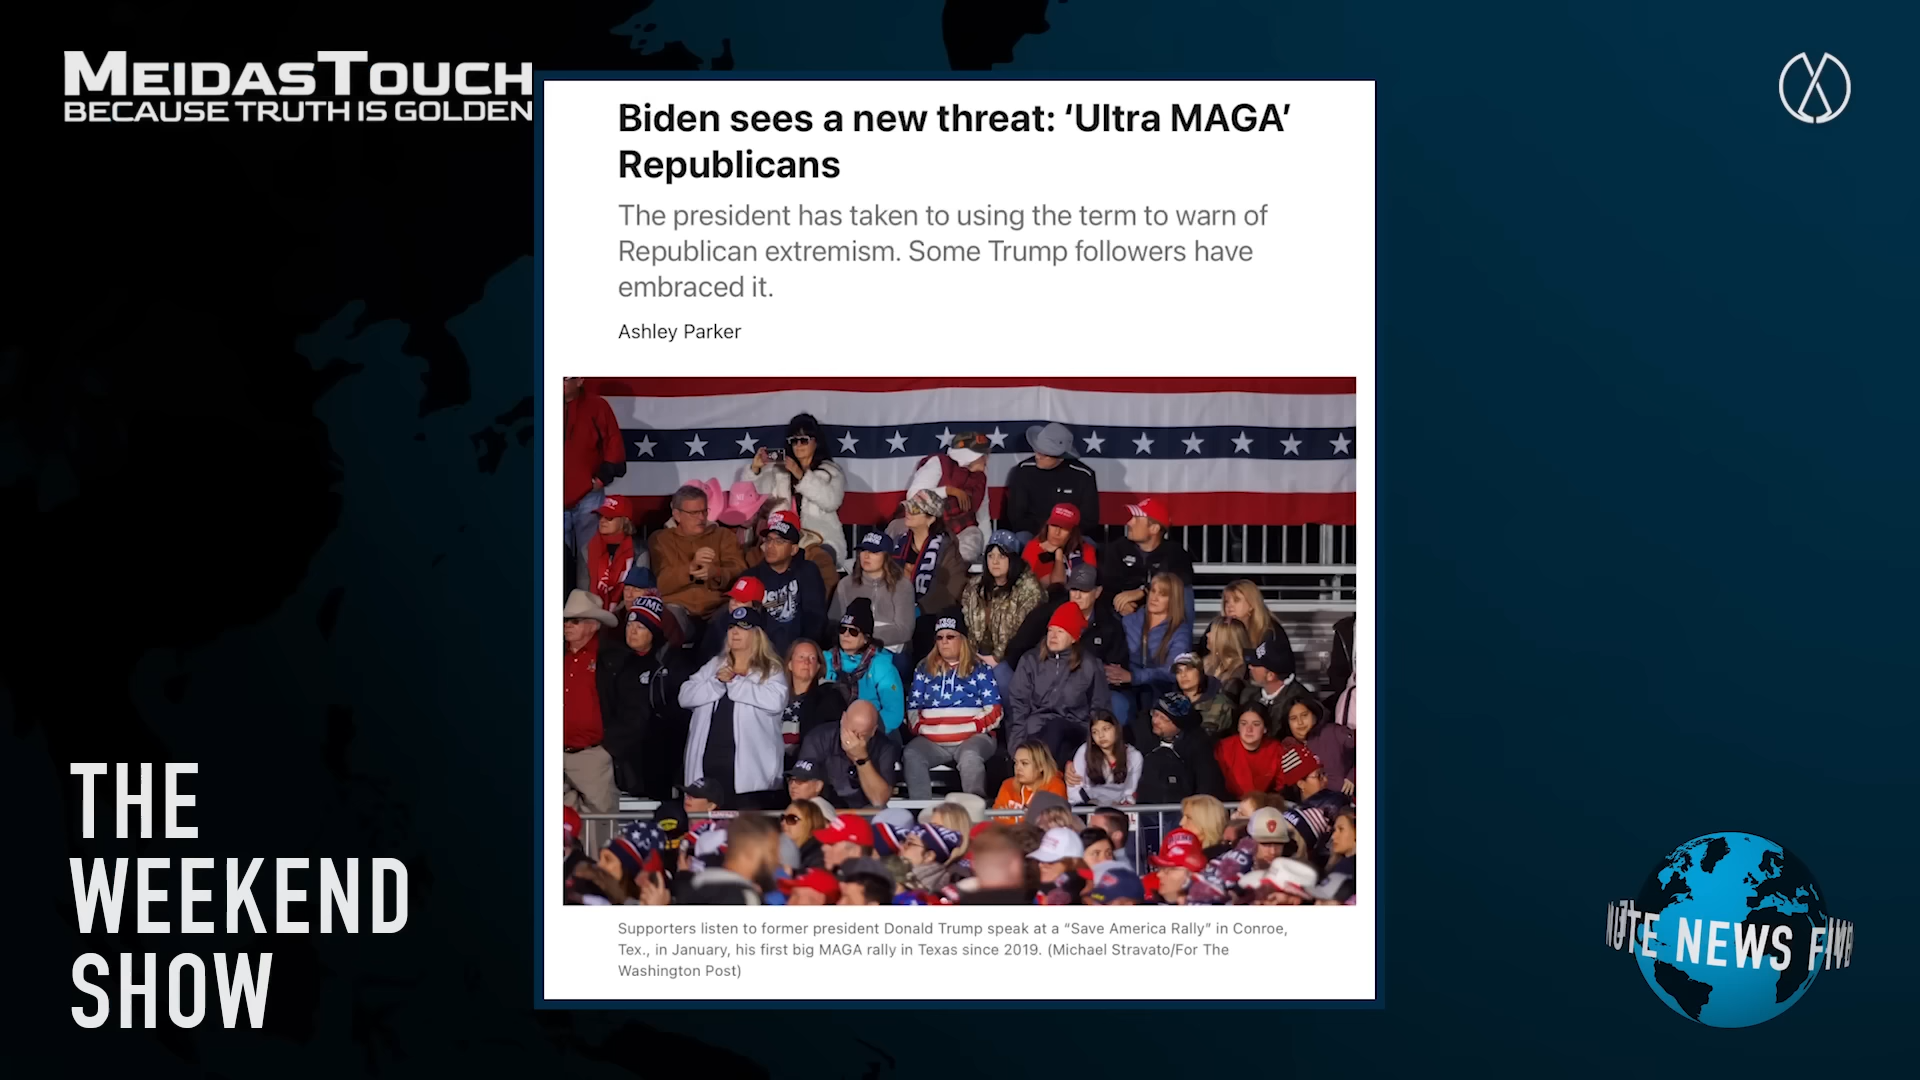 MEIDASTOUCH
BECAUSE TRUTH IS GOLDEN
Biden sees a new threat: ‘Ultra MAGA’
Republicans
The president has taken to using the term to warn of
Republican extremism. Some Trump followers have
embraced it.
Ashley Parker
Supporters listen to former president Donald Trump speak at a “Save America Rally” in Conroe,
Tex., in January, his first big MAGA rally in Texas since 2019. (Michael Stravato/For The
Washington Post)
THE
WEEKEND
SHOW
NEWS